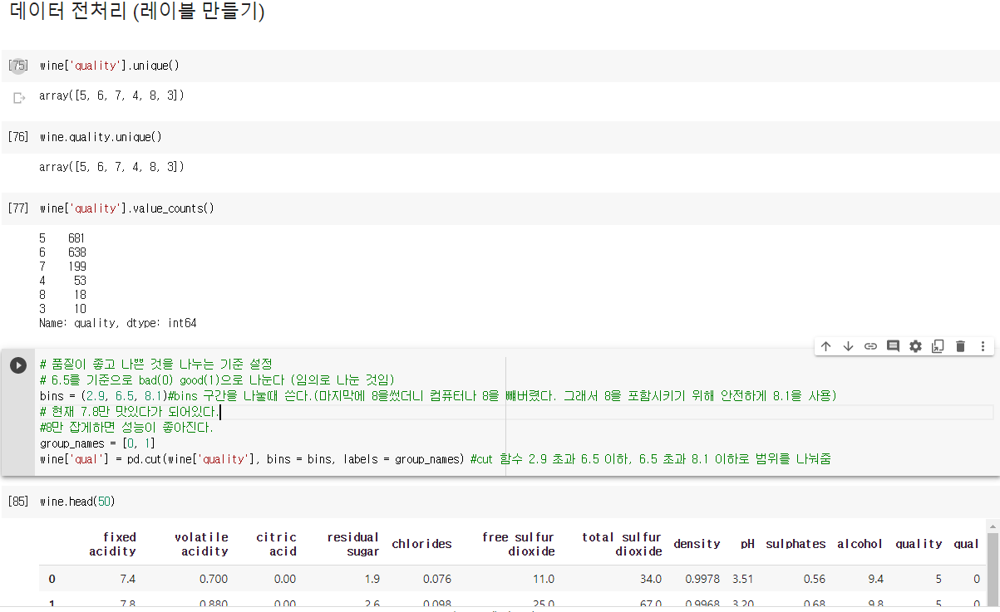 데이터 전처리 (레이블 만들기)
[75] wine['quality'].unique()
array([5, 6, 7, 4, 8, 3])
[76] wine.quality.unique()
array([5, 6, 7, 4, 8, 3])
[77] wine['quality'].value_counts()
5 681
6 638
7 199
4 53
8 18
3 10
Name: quality, dtype: int64
# 품질이 좋고 나쁜 것을 나누는 기준 설정
# 6.5를 기준으로 bad(0) good(1)으로 나눈다 (임의로 나눈 것임)
bins = (2.9, 6.5, 8.1)#bins 구간을 나눌때 쓴다.(마지막에 8을썼더니 컴퓨터나 8을 빼버렸다. 그래서 8을 포함시키기 위해 안전하게 8.1을 사용)
# 현재 7.8만 맛있다가 되어있다.
#8만 잡게하면 성능이 좋아진다.
group_names = [0, 1]
wine['qual'] = pd.cut(wine['quality'], bins = bins, labels = group_names) #cut 함수 2.9 초과 6.5 이하, 6.5 초과 8.1 이하로 범위를 나눠줌
[85] wine.head(50)
fixed acidity volatile acidity citric acid residual sugar chlorides free sulfur dioxide total sulfur dioxide density pH sulphates alcohol quality qual
0 7.4 0.700 0.00 1.9 0.076 11.0 34.0 0.9978 3.51 0.56 9.4 5 0
1 7.8 0.880 0.00 2.6 0.098 25.0 67.0 0.9968 3.20 0.68 9.8 5 0